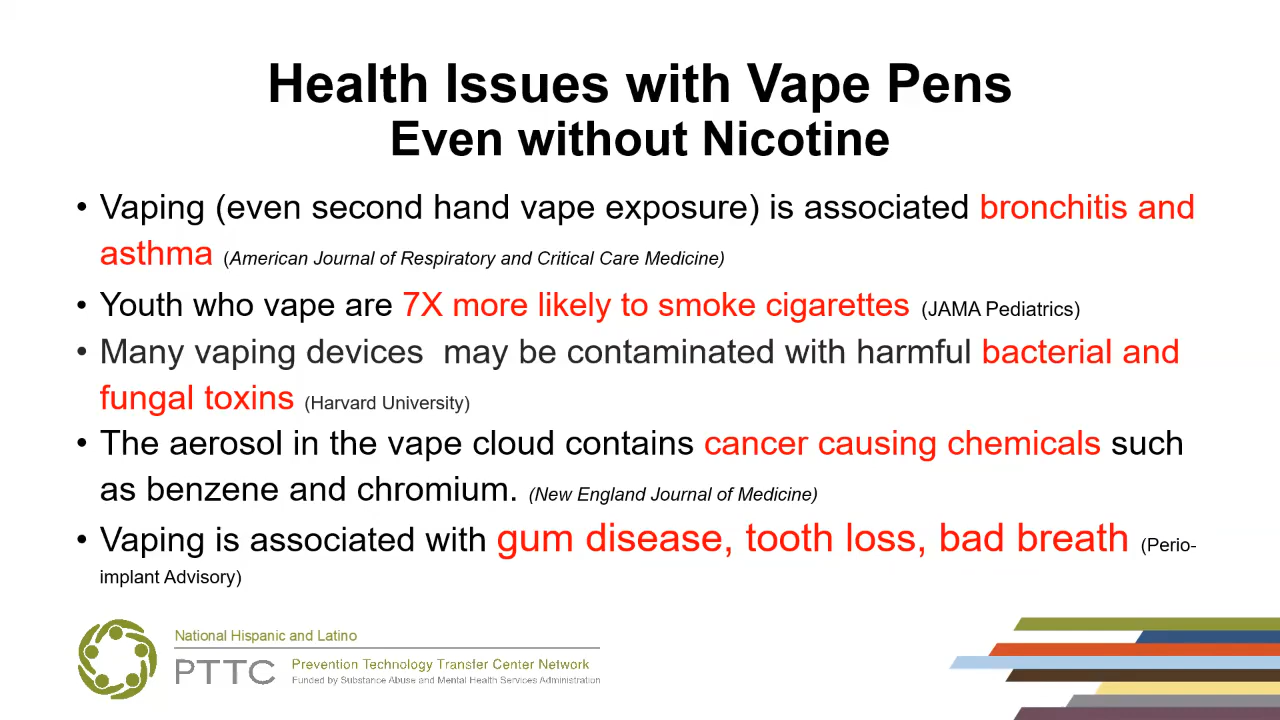 Health Issues with Vape Pens
Even without Nicotine
• Vaping (even second hand vape exposure) is associated bronchitis and
asthma (American Journal of Respiratory and Critical Care Medicine)
• Youth who vape are 7X more likely to smoke cigarettes (JAMA Pediatrics)
• Many vaping devices  may be contaminated with harmful bacterial and
fungal toxins (Harvard University)
• The aerosol in the vape cloud contains cancer causing chemicals such
as benzene and chromium. (New England Journal of Medicine)
• Vaping is associated with gum disease, tooth loss, bad breath (Perio-
implant Advisory)
National Hispanic and Latino
PTTC
Prevention Technology Transfer Center Network
Funded by Substance Abuse and Mental Health Services Administration